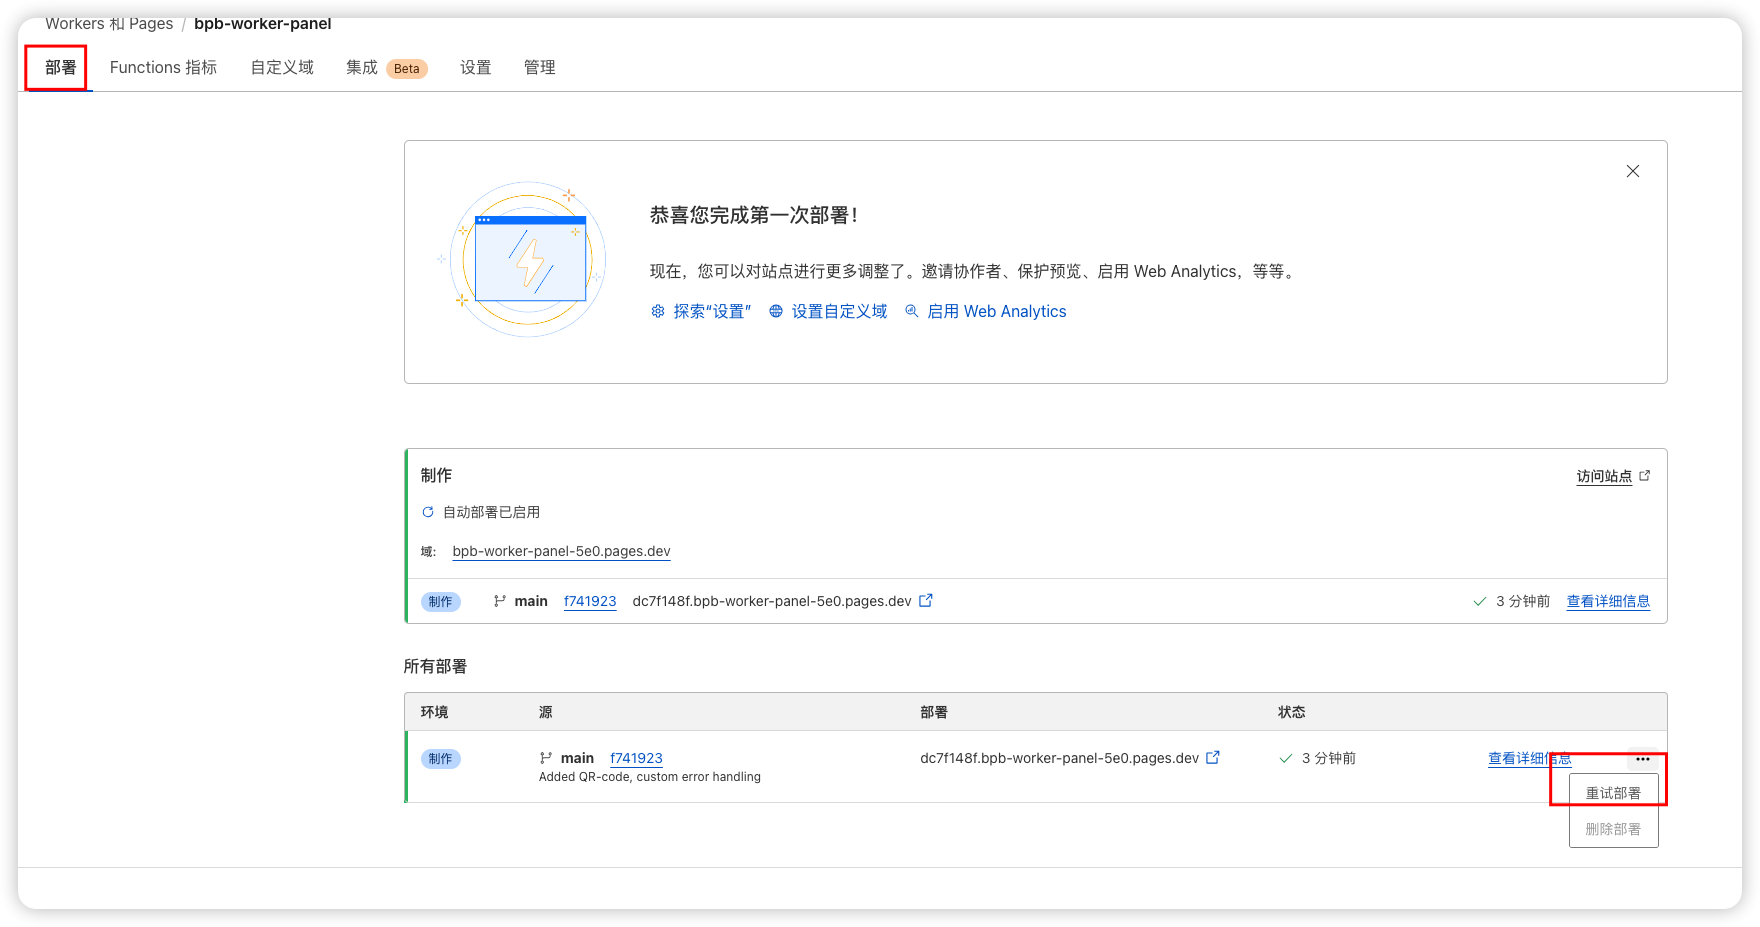 Workers 和 Pages / bpb-worker-panel
部署 Functions 指标 自定义域 集成 Beta 设置 管理
恭喜您完成第一次部署！
现在，您可以对站点进行更多调整了。邀请协作者、保护预览、启用 Web Analytics，等等。
探索“设置” 设置自定义域 启用 Web Analytics
制作 访问站点
自动部署已启用
域: bpb-worker-panel-5e0.pages.dev
制作 main f741923 dc7f148f.bpb-worker-panel-5e0.pages.dev 3 分钟前 查看详细信息
所有部署
环境 源 部署 状态
制作 main f741923 dc7f148f.bpb-worker-panel-5e0.pages.dev 3 分钟前 查看详细信息
Added QR-code, custom error handling
重试部署
删除部署